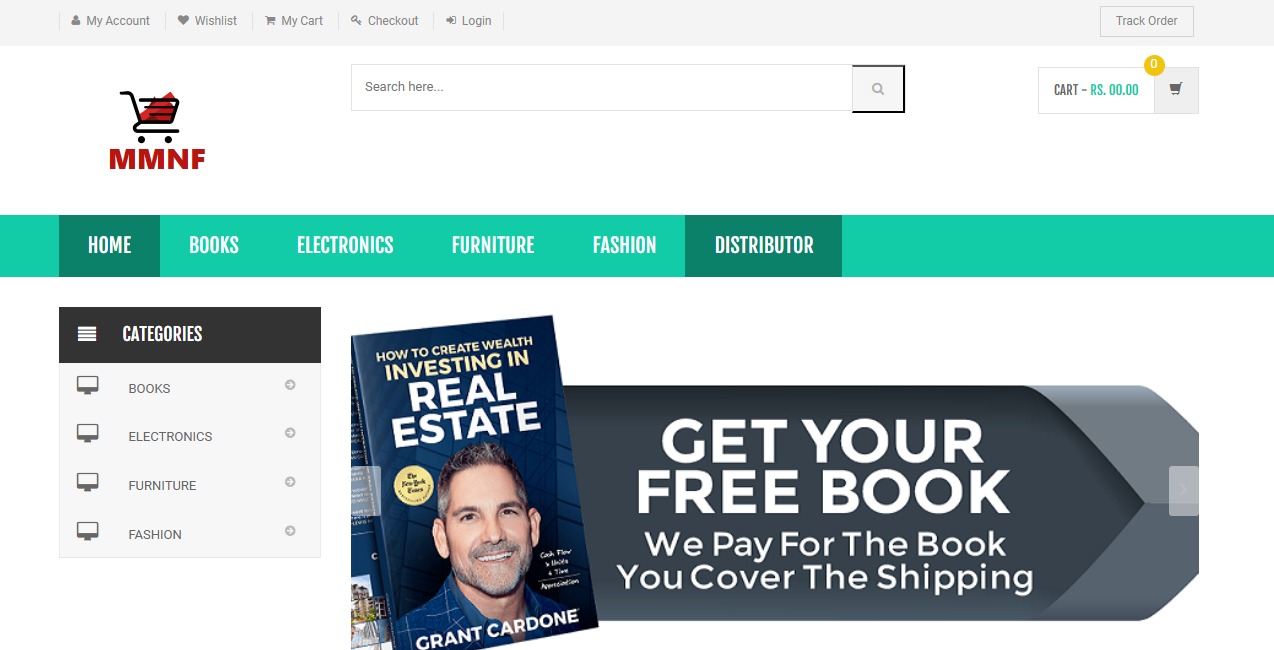 My Account
Wishlist
My Cart
Checkout
Login
Track Order
MMNF
Search here...
0
CART - RS. 00.00
HOME
BOOKS
ELECTRONICS
FURNITURE
FASHION
DISTRIBUTOR
CATEGORIES
BOOKS
ELECTRONICS
FURNITURE
FASHION
HOW TO CREATE WEALTH
INVESTING IN
REAL
ESTATE
The
New York
Times
Cash Flow
Appreciation
GRANT CARDONE
GET YOUR
FREE BOOK
We Pay For The Book
You Cover The Shipping